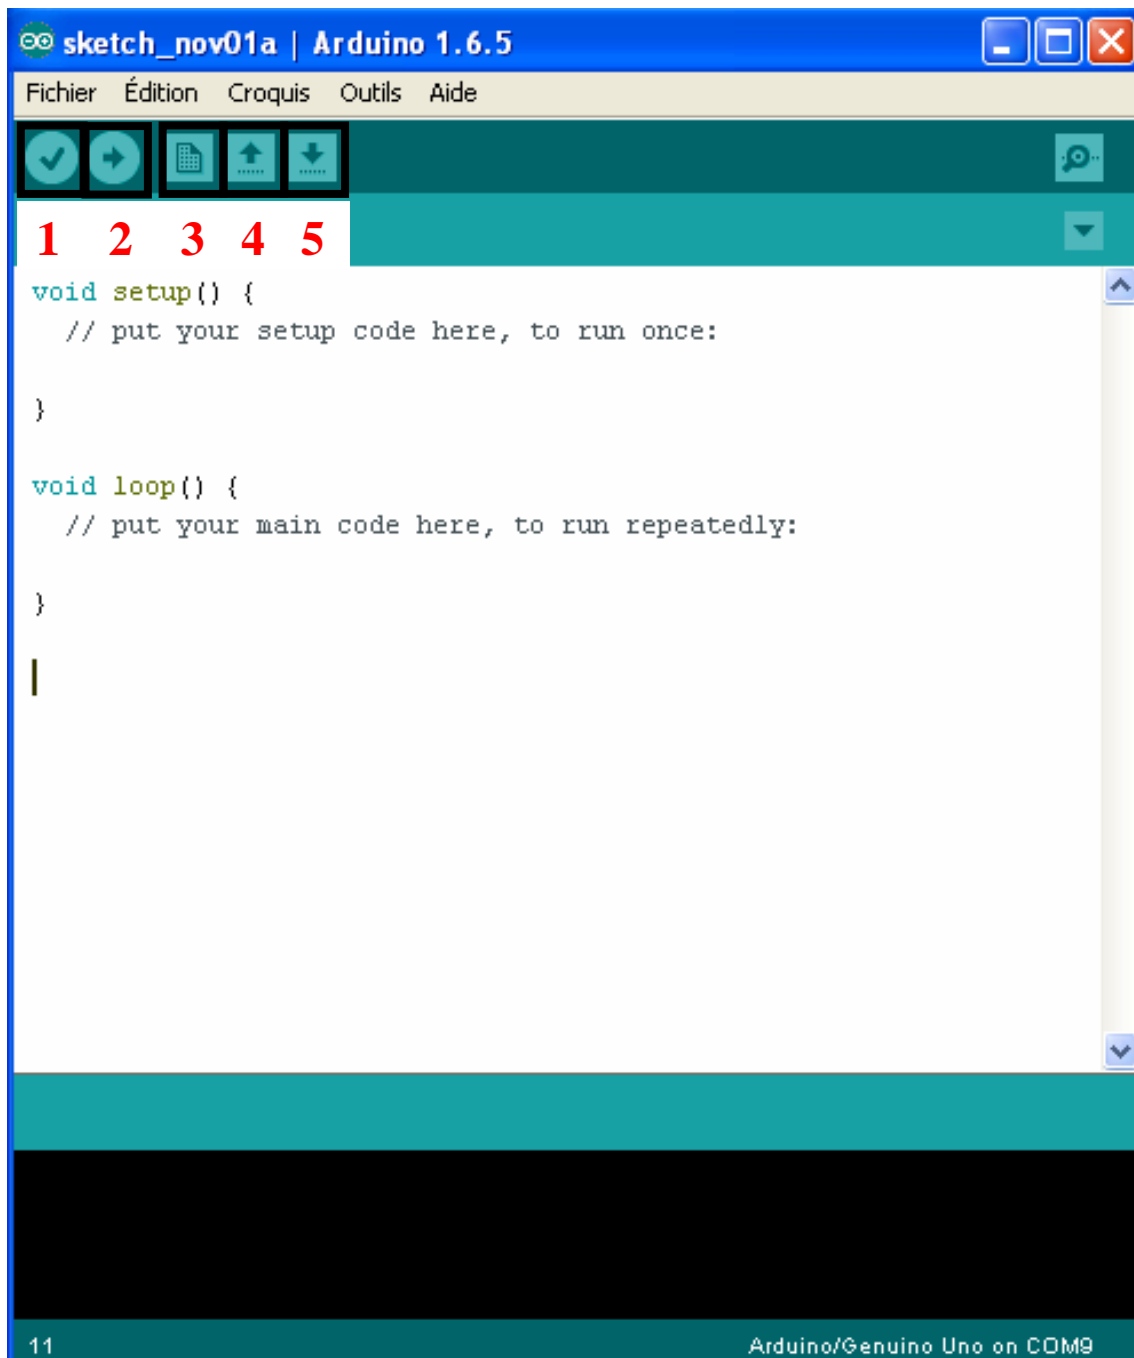 sketch_nov01a | Arduino 1.6.5
Fichier Édition Croquis Outils Aide
1 2 3 4 5
void setup() {
  // put your setup code here, to run once:
}
void loop() {
  // put your main code here, to run repeatedly:
}
11 Arduino/Genuino Uno on COM9